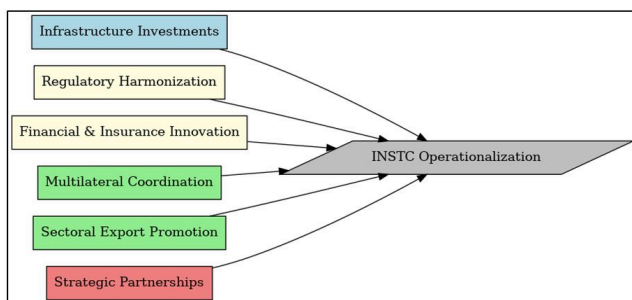 Infrastructure Investments
Regulatory Harmonization
Financial & Insurance Innovation
INSTC Operationalization
Multilateral Coordination
Sectoral Export Promotion
Strategic Partnerships